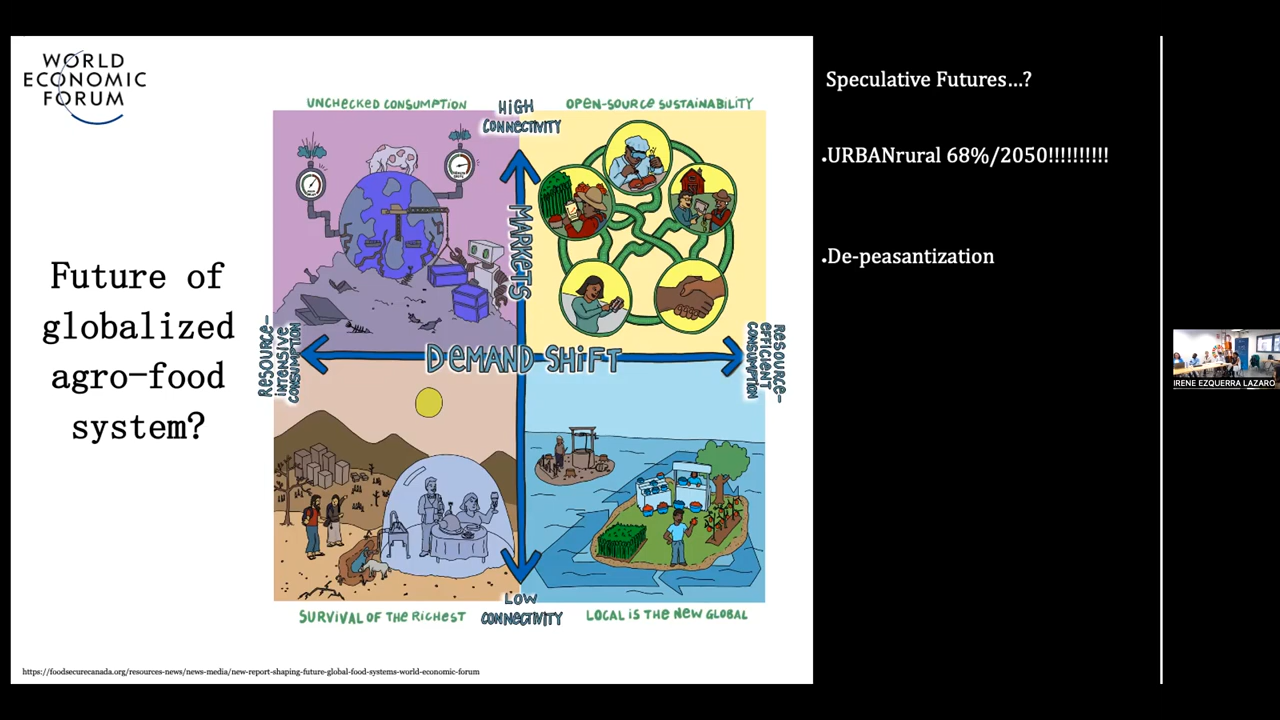 WORLD
ECONOMIC
FORUM
Future of
globalized
agro-food
system?
UNCHECKED CONSUMPTION
HIGH
CONNECTIVITY
OPEN-SOURCE SUSTAINABILITY
MARKETS
RESOURCE-
INTENSIVE
CONSUMPTION
DEMAND SHIFT
RESOURCE-
EFFICIENT
CONSUMPTION
SURVIVAL OF THE RICHEST
LOW
CONNECTIVITY
LOCAL IS THE NEW GLOBAL
https://foodsecurecanada.org/resources-news/news-media/new-report-shaping-future-global-food-systems-world-economic-forum
Speculative Futures...?
•URBANrural 68%/2050!!!!!!!!!!
•De-peasantization
IRENE EZQUERRA LAZARO